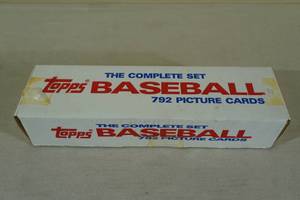 THE COMPLETE SET
Topps BASEBALL
792 PICTURE CARDS
THE COMPLETE SET
Topps BASEBALL
792 PICTURE CARDS